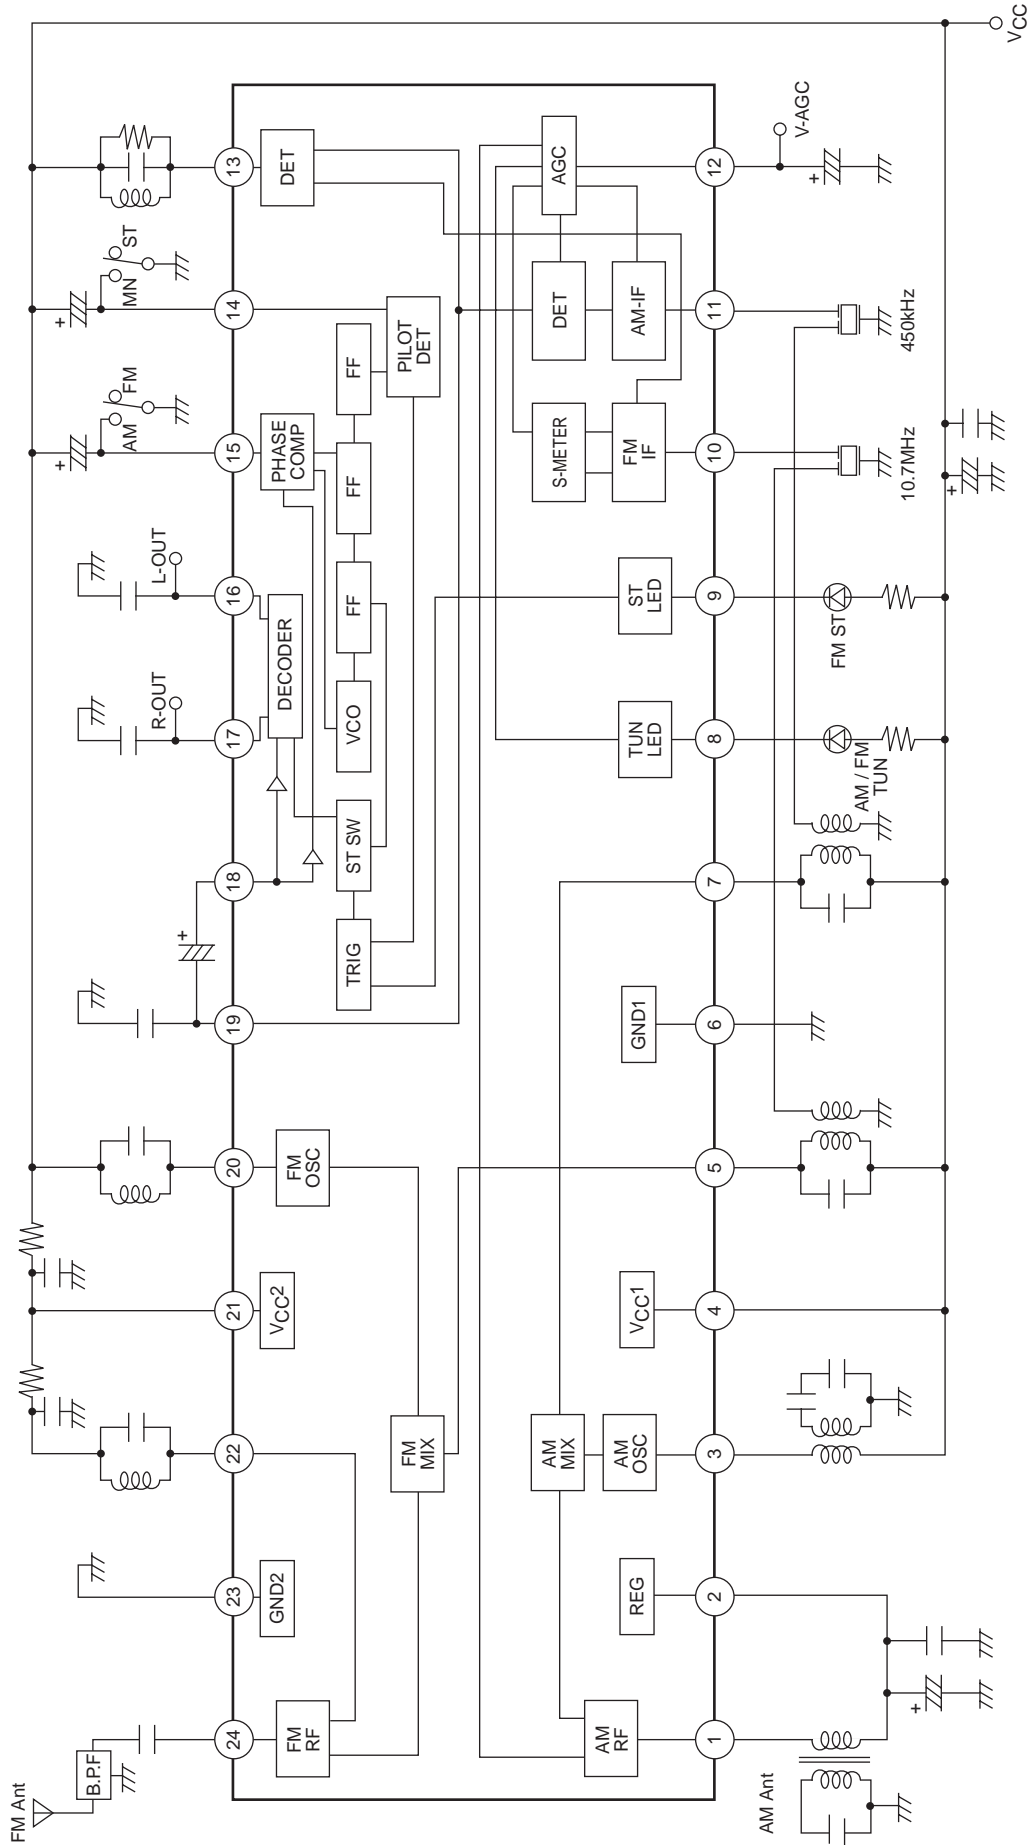 FM Ant
B.P.F
24
23
22
21
20
19
18
17
16
15
14
13
R-OUT
L-OUT
AM
FM
MN
ST
+
+
+
FM
RF
GND2
VCC2
FM
OSC
DECODER
PHASE
COMP
DET
FM
MIX
TRIG
ST SW
VCO
FF
FF
FF
PILOT
DET
AM
RF
REG
AM
MIX
AM
OSC
VCC1
GND1
TUN
LED
ST
LED
S-METER
FM
IF
DET
AM-IF
AGC
1
2
3
4
5
6
7
8
9
10
11
12
AM Ant
+
AM / FM
TUN
FM ST
10.7MHz
450kHz
+
+
V-AGC
VCC